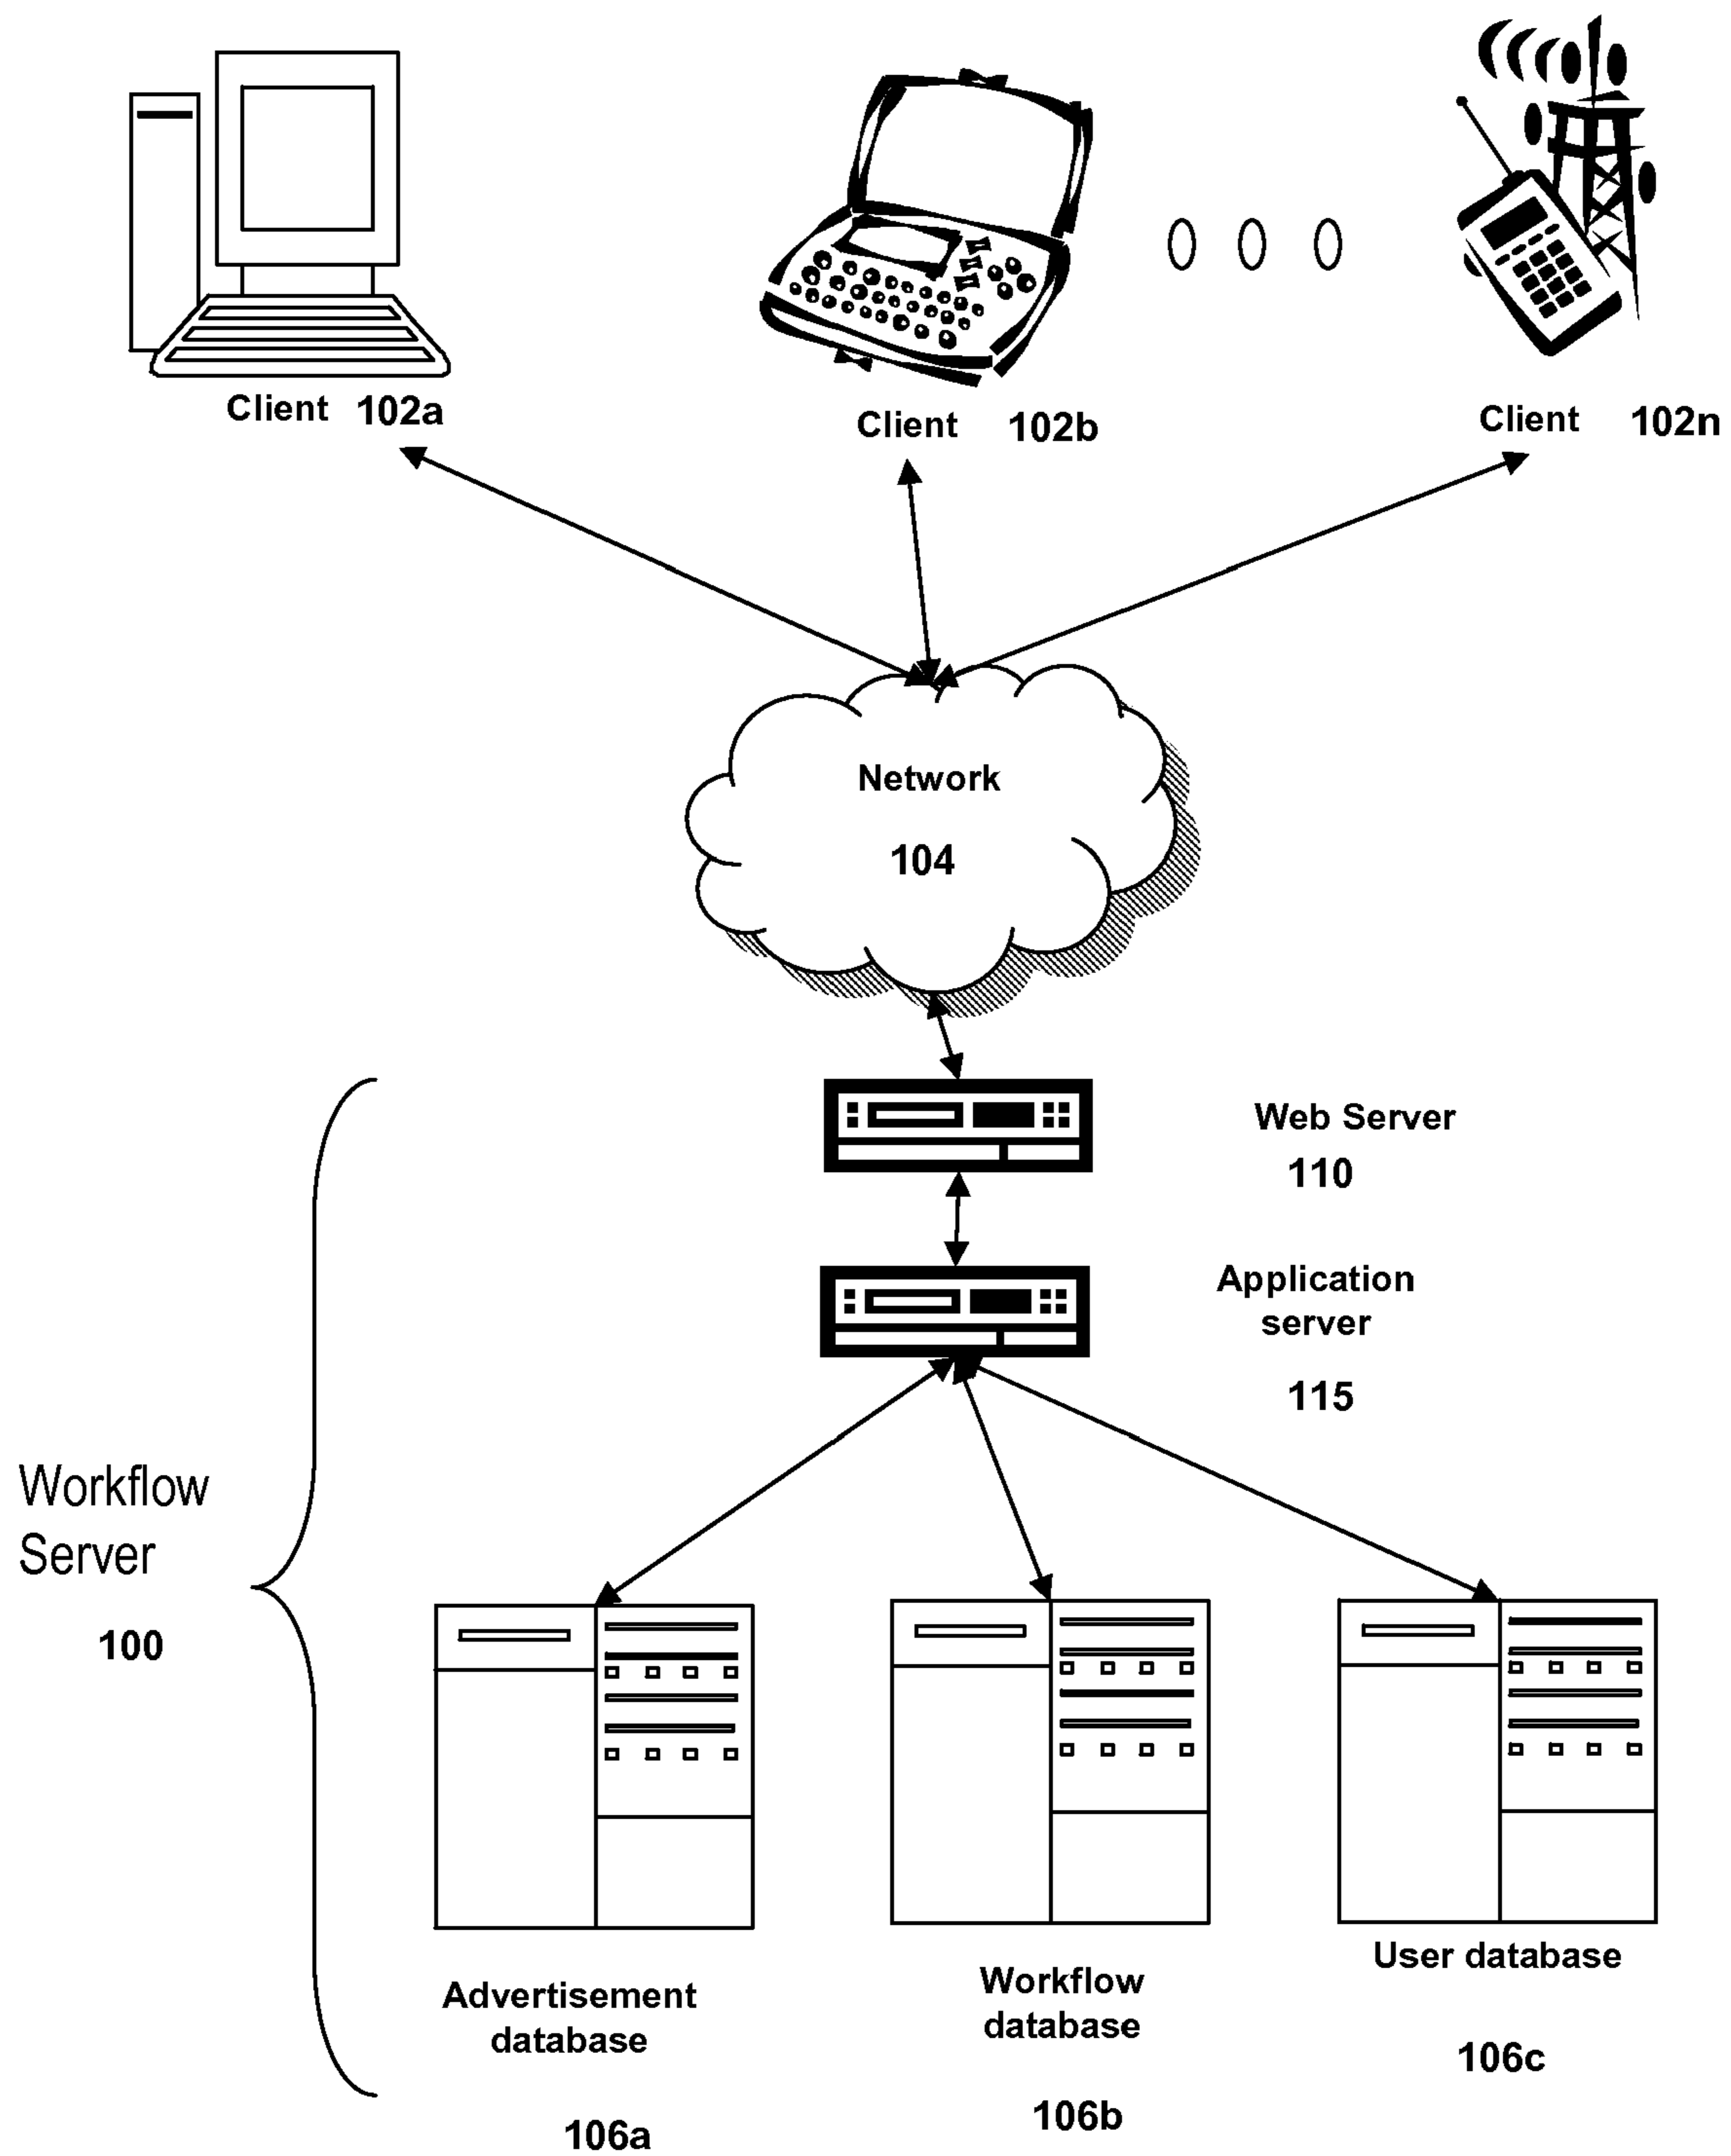 Client 102a
Client 102b
Client 102n
Network
104
Web Server
110
Application
server
115
Workflow
Server
100
Advertisement
database
106a
Workflow
database
106b
User database
106c